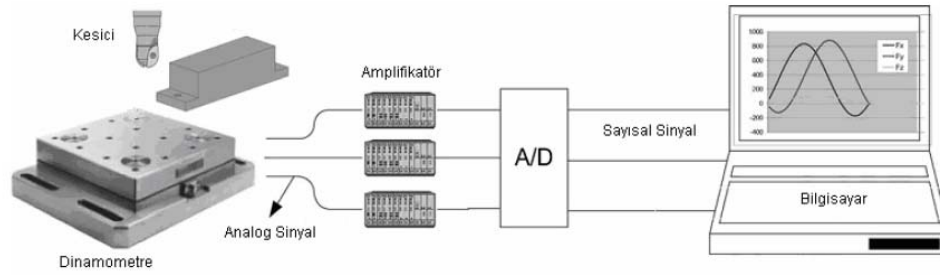 Kesici
Amplifikatör
A/D
Sayısal Sinyal
Analog Sinyal
Dinamometre
Bilgisayar
1000
800
600
400
200
0
-200
-400
Fx
Fy
Fz